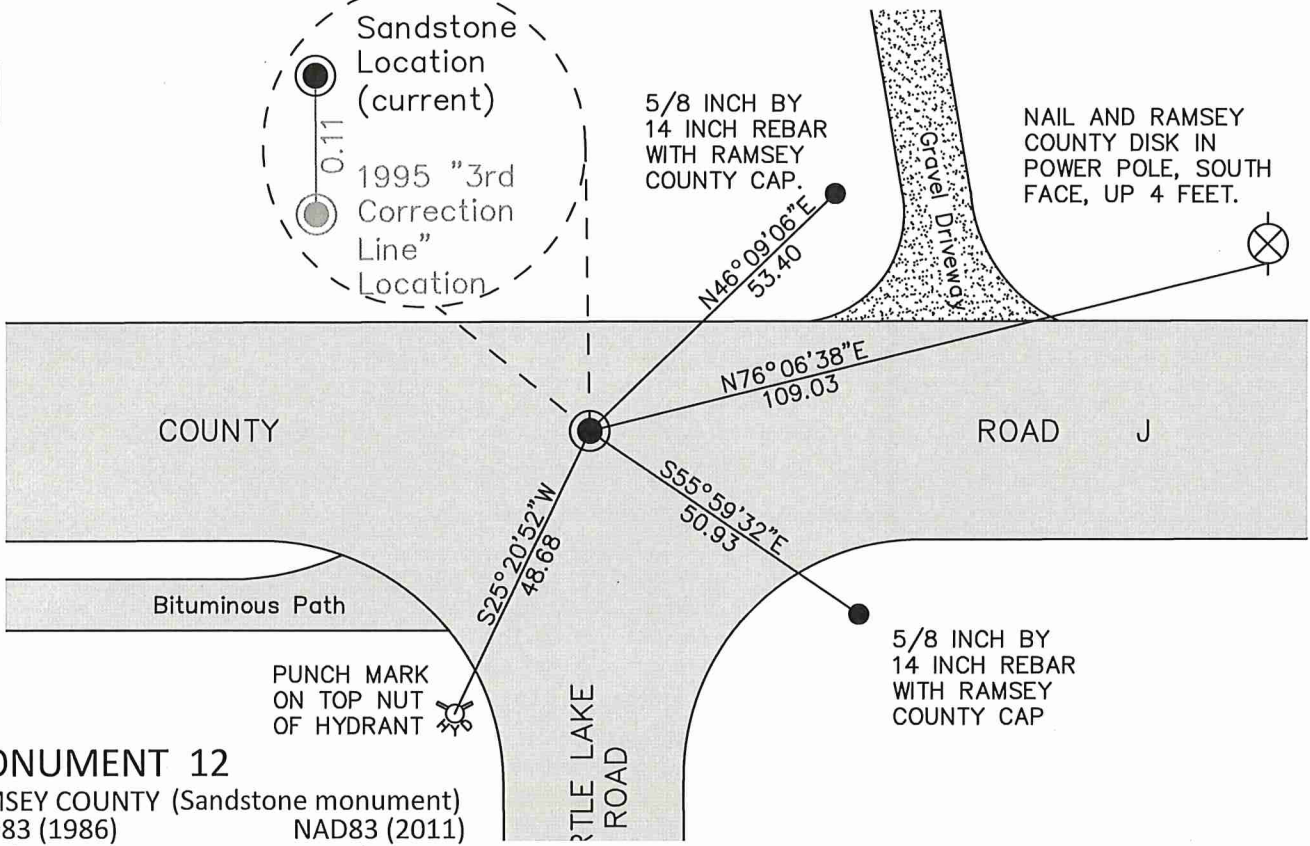 Sandstone
Location
(current)
0.11
1995 "3rd
Correction
Line"
Location
5/8 INCH BY
14 INCH REBAR
WITH RAMSEY
COUNTY CAP.
Gravel Driveway
NAIL AND RAMSEY
COUNTY DISK IN
POWER POLE, SOUTH
FACE, UP 4 FEET.
N46°09'06"E
53.40
N76°06'38"E
109.03
COUNTY
ROAD J
S55°59'32"E
50.93
S25°20'52"W
48.68
Bituminous Path
5/8 INCH BY
14 INCH REBAR
WITH RAMSEY
COUNTY CAP
PUNCH MARK
ON TOP NUT
OF HYDRANT
RTLE LAKE
ROAD
ONUMENT 12
MSEY COUNTY (Sandstone monument)
83 (1986) NAD83 (2011)